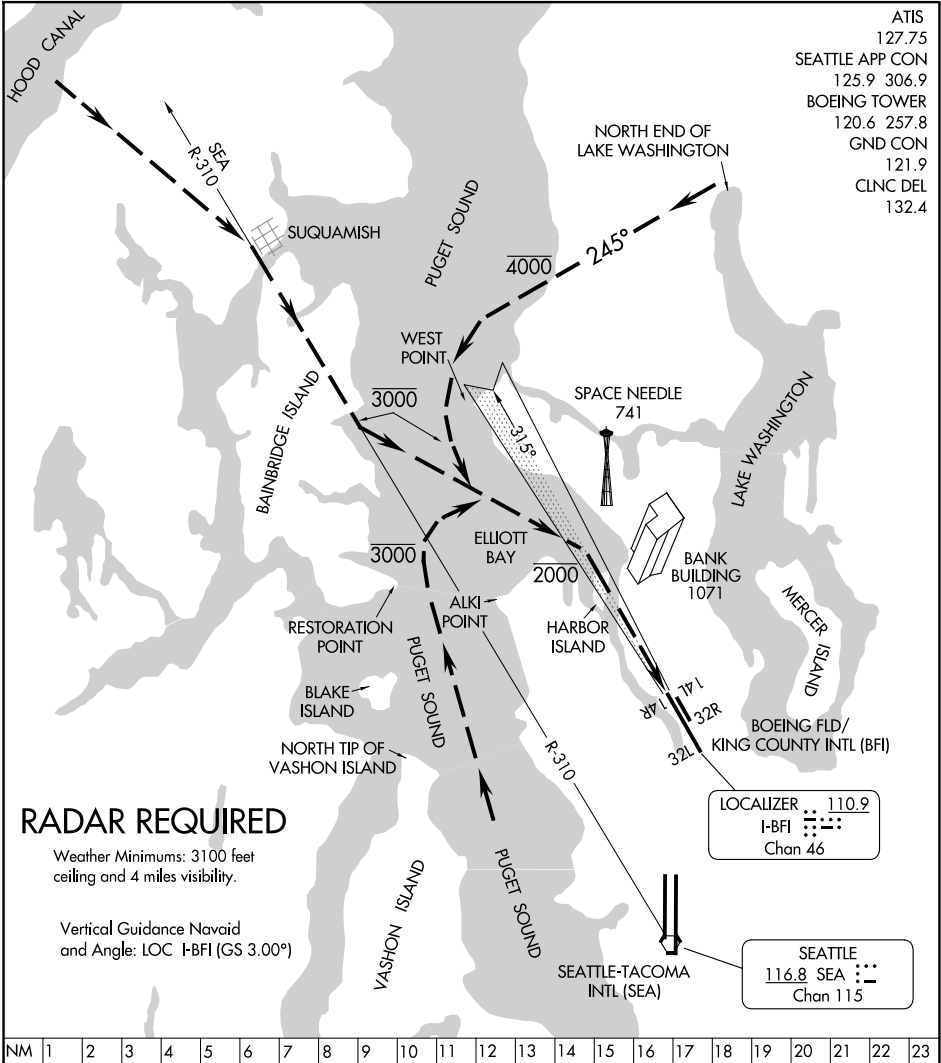 ATIS
127.75
SEATTLE APP CON
125.9 306.9
BOEING TOWER
120.6 257.8
GND CON
121.9
CLNC DEL
132.4
HOOD CANAL
SEA
R-310
NORTH END OF
LAKE WASHINGTON
SUQUAMISH
PUGET SOUND
245°
4000
WEST
POINT
3000
BAINBRIDGE ISLAND
315°
SPACE NEEDLE
741
LAKE WASHINGTON
3000
ELLIOTT
BAY
2000
BANK
BUILDING
1071
RESTORATION
POINT
ALKI
POINT
HARBOR
ISLAND
MERCER
ISLAND
PUGET SOUND
BLAKE
ISLAND
14R
14L
32R
32L
BOEING FLD/
KING COUNTY INTL (BFI)
NORTH TIP OF
VASHON ISLAND
R-310
LOCALIZER 110.9
I-BFI
Chan 46
RADAR REQUIRED
Weather Minimums: 3100 feet
ceiling and 4 miles visibility.
Vertical Guidance Navaid
and Angle: LOC I-BFI (GS 3.00°)
VASHON ISLAND
PUGET SOUND
SEATTLE-TACOMA
INTL (SEA)
SEATTLE
116.8 SEA
Chan 115
NM 1 2 3 4 5 6 7 8 9 10 11 12 13 14 15 16 17 18 19 20 21 22 23